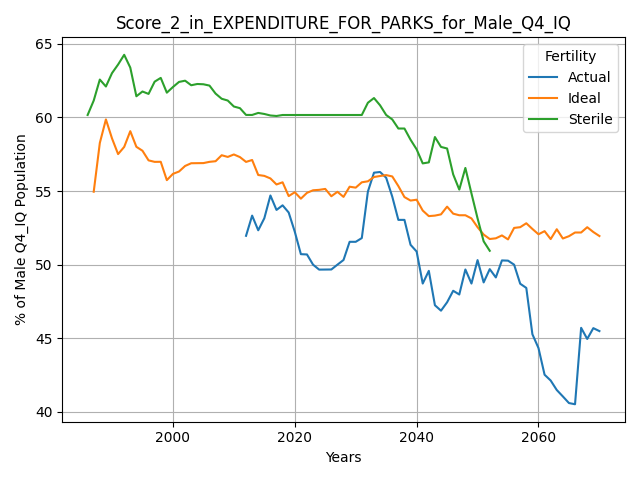 Score_2_in_EXPENDITURE_FOR_PARKS_for_Male_Q4_IQ
Fertility
Actual
Ideal
Sterile
% of Male Q4_IQ Population
65
60
55
50
45
40
2000
2020
2040
2060
Years